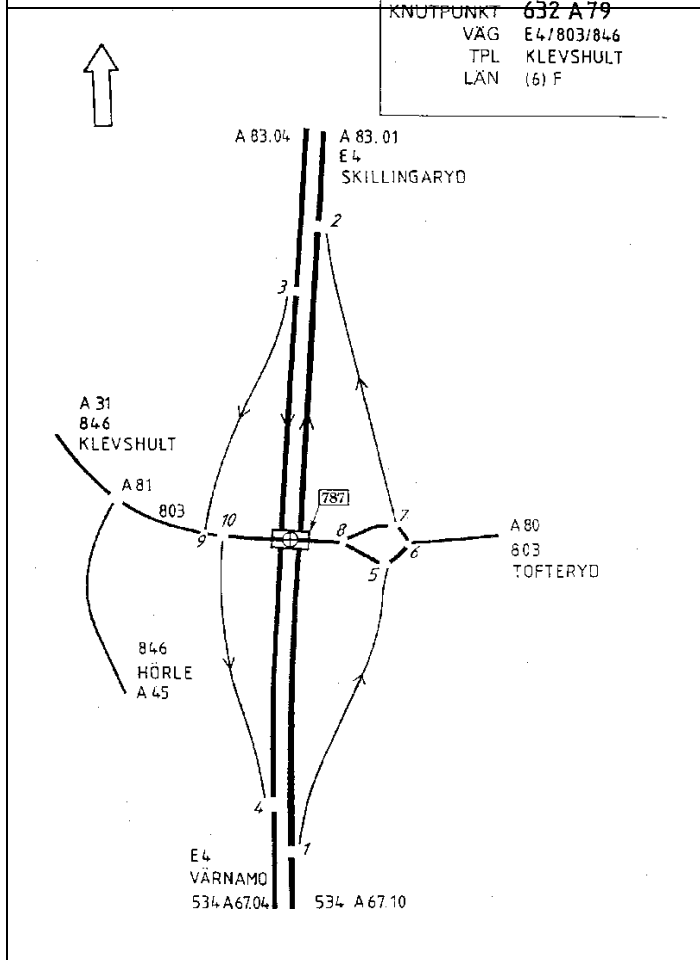 KNUTPUNKT 632 A79
VÄG E4/803/846
TPL KLEVSHULT
LÄN (6) F
A 83.04
A 83.01
E4
SKILLINGARYD
2
3
A 31
846
KLEVSHULT
A 81
803
9
10
787
8
7
6
5
A 80
803
TOFTERYD
846
HÖRLE
A 45
4
1
E4
VÄRNAMO
534 A67.04
534 A67.10